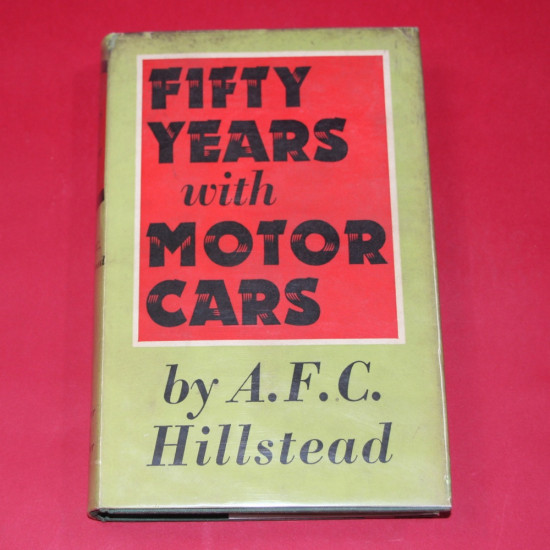 FIFTY
YEARS
with
MOTOR
CARS
by A.F.C.
Hillstead